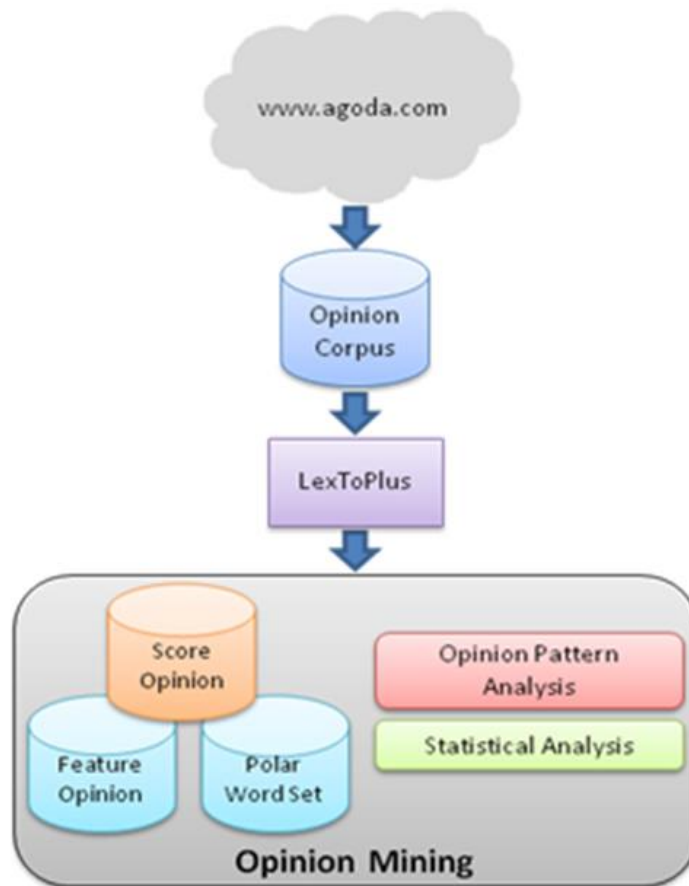 www.agoda.com
Opinion
Corpus
LexToPlus
Score
Opinion
Feature
Opinion
Polar
Word Set
Opinion Pattern
Analysis
Statistical Analysis
Opinion Mining